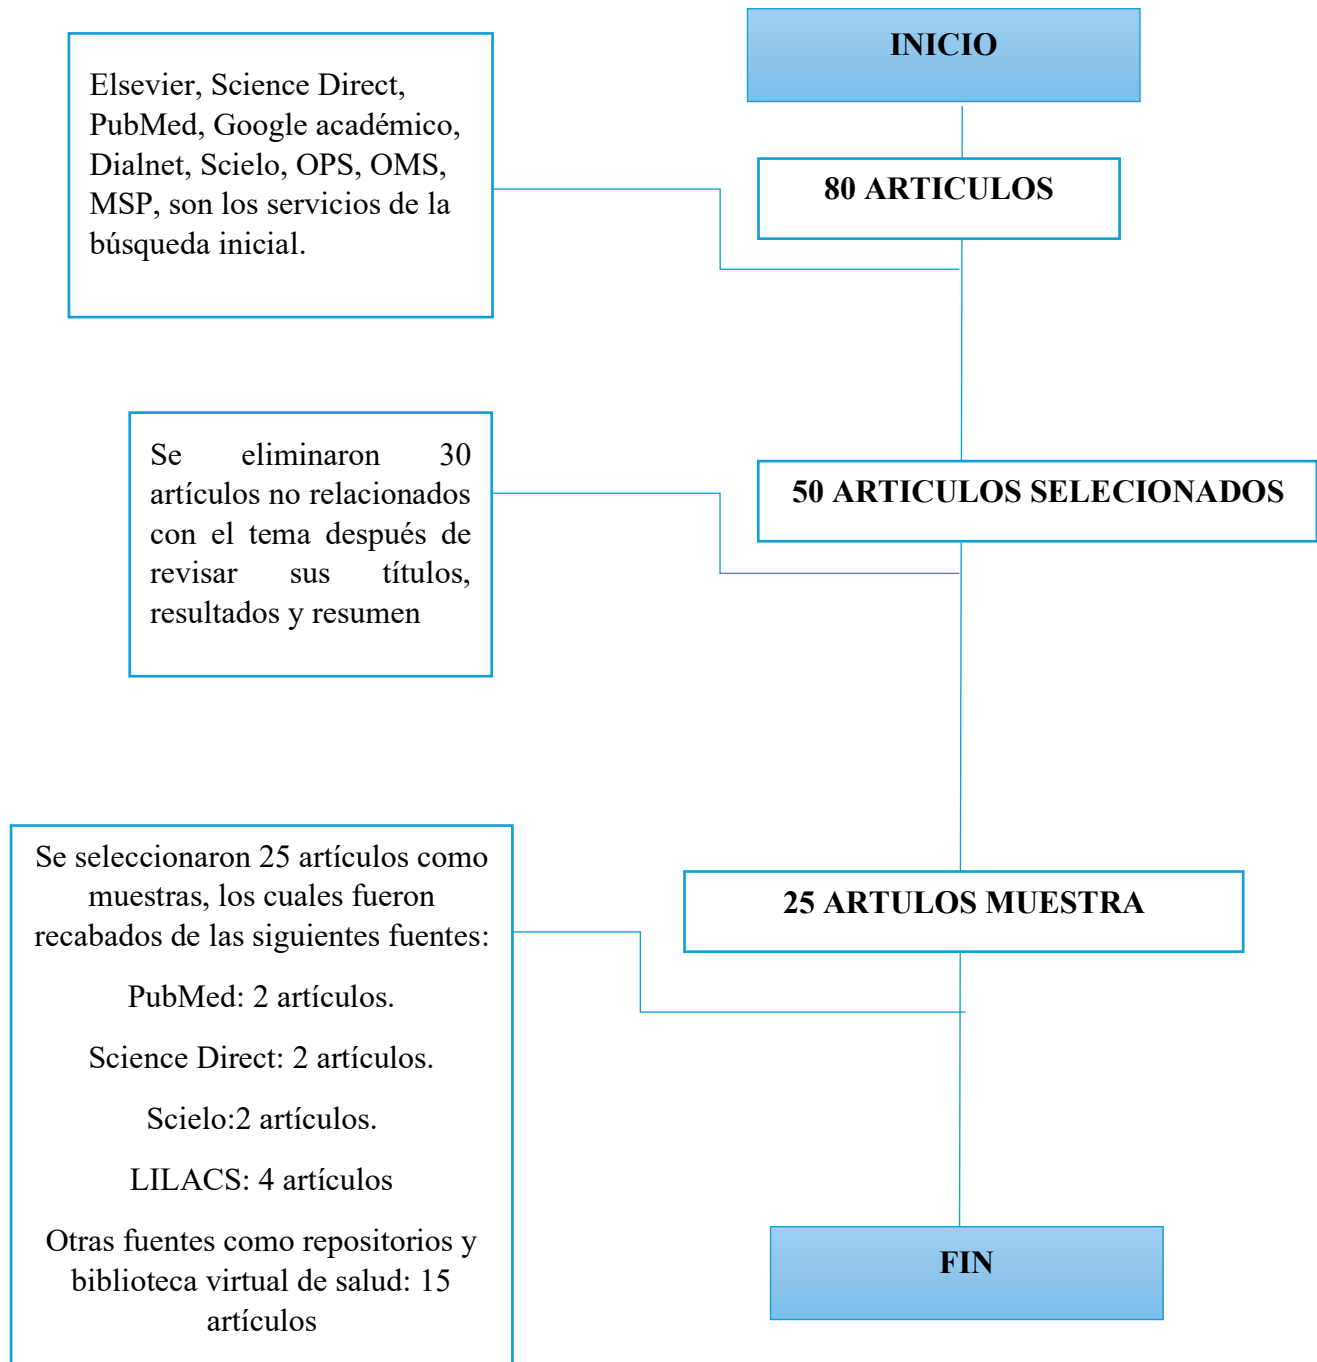 INICIO
Elsevier, Science Direct,
PubMed, Google académico,
Dialnet, Scielo, OPS, OMS,
MSP, son los servicios de la
búsqueda inicial.
80 ARTICULOS
Se eliminaron 30
artículos no relacionados
con el tema después de
revisar sus títulos,
resultados y resumen
50 ARTICULOS SELECIONADOS
Se seleccionaron 25 artículos como
muestras, los cuales fueron
recabados de las siguientes fuentes:
PubMed: 2 artículos.
Science Direct: 2 artículos.
Scielo:2 artículos.
LILACS: 4 artículos
Otras fuentes como repositorios y
biblioteca virtual de salud: 15
artículos
25 ARTULOS MUESTRA
FIN